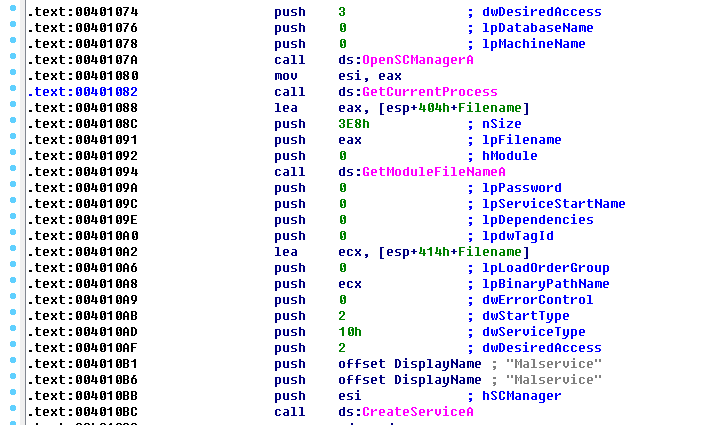 .text:00401074 push 3 ; dwDesiredAccess
.text:00401076 push 0 ; lpDatabaseName
.text:00401078 push 0 ; lpMachineName
.text:0040107A call ds:OpenSCManagerA
.text:00401080 mov esi, eax
.text:00401082 call ds:GetCurrentProcess
.text:00401088 lea eax, [esp+404h+Filename]
.text:0040108C push 3E8h ; nSize
.text:00401091 push eax ; lpFilename
.text:00401092 push 0 ; hModule
.text:00401094 call ds:GetModuleFileNameA
.text:0040109A push 0 ; lpPassword
.text:0040109C push 0 ; lpServiceStartName
.text:0040109E push 0 ; lpDependencies
.text:004010A0 push 0 ; lpdwTagId
.text:004010A2 lea ecx, [esp+414h+Filename]
.text:004010A6 push 0 ; lpLoadOrderGroup
.text:004010A8 push ecx ; lpBinaryPathName
.text:004010A9 push 0 ; dwErrorControl
.text:004010AB push 2 ; dwStartType
.text:004010AD push 10h ; dwServiceType
.text:004010AF push 2 ; dwDesiredAccess
.text:004010B1 push offset DisplayName ; "Malservice"
.text:004010B6 push offset DisplayName ; "Malservice"
.text:004010BB push esi ; hSCManager
.text:004010BC call ds:CreateServiceA